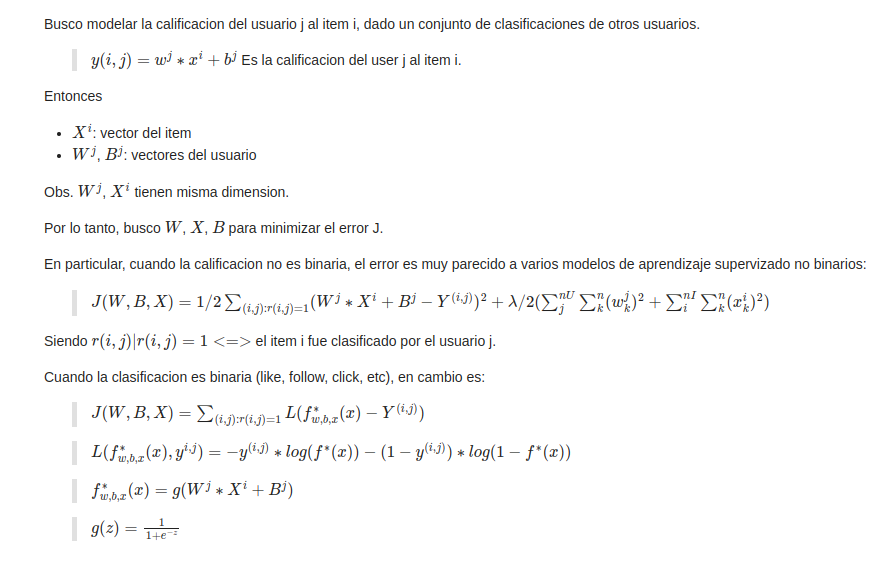 Busco modelar la calificacion del usuario j al item i, dado un conjunto de clasificaciones de otros usuarios.
$y(i,j) = w^j * x^i + b^j$ Es la calificacion del user j al item i.
Entonces
• $X^i$: vector del item
• $W^j$, $B^j$: vectores del usuario
Obs. $W^j$, $X^i$ tienen misma dimension.
Por lo tanto, busco $W, X, B$ para minimizar el error J.
En particular, cuando la calificacion no es binaria, el error es muy parecido a varios modelos de aprendizaje supervizado no binarios:
$J(W,B,X) = 1/2 \sum_{(i,j):r(i,j)=1} (W^j * X^i + B^j - Y^{(i,j)})^2 + \lambda/2 (\sum_j^{nU} \sum_k^n (w_k^j)^2 + \sum_i^{nI} \sum_k^n (x_k^i)^2)$
Siendo $r(i,j)|r(i,j) = 1 <=>$ el item i fue clasificado por el usuario j.
Cuando la clasificacion es binaria (like, follow, click, etc), en cambio es:
$J(W,B,X) = \sum_{(i,j):r(i,j)=1} L(f^*_{w,b,x}(x) - Y^{(i,j)})$
$L(f^*_{w,b,x}(x), y^{i,j}) = -y^{(i,j)} * log(f^*(x)) - (1 - y^{(i,j)}) * log(1 - f^*(x))$
$f^*_{w,b,x}(x) = g(W^j * X^i + B^j)$
$g(z) = \frac{1}{1+e^{-z}}$